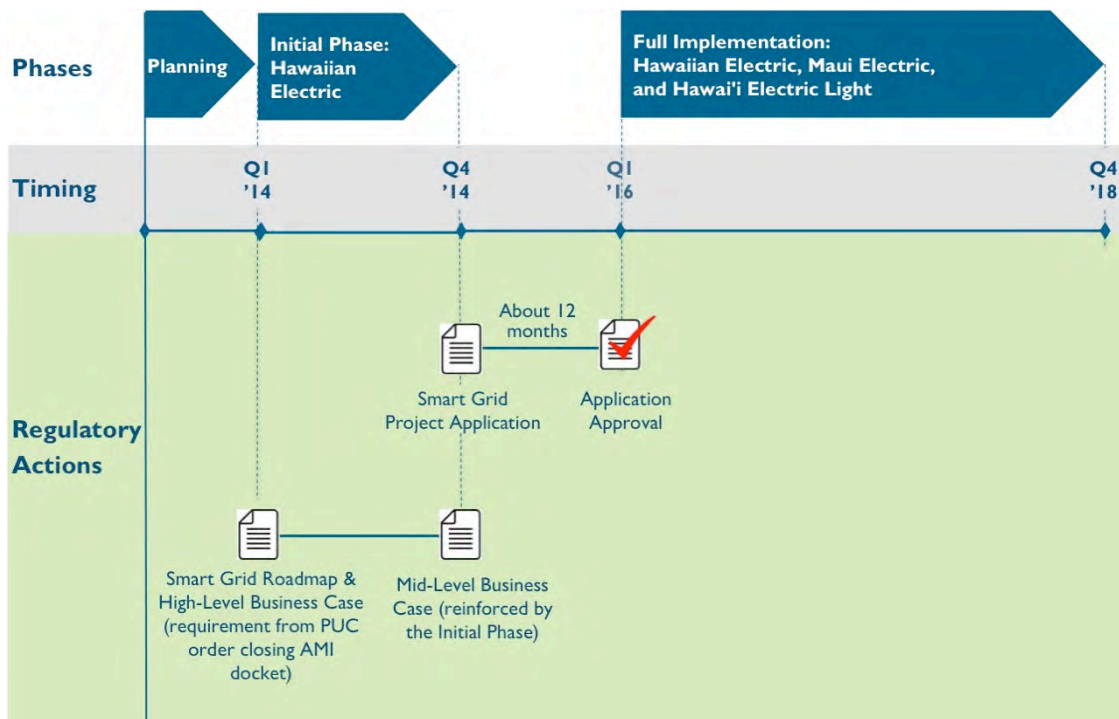 Phases
Planning
Initial Phase:
Hawaiian
Electric
Full Implementation:
Hawaiian Electric, Maui Electric,
and Hawai'i Electric Light
Timing
Q1
'14
Q4
'14
Q1
'16
Q4
'18
Regulatory
Actions
About 12
months
Smart Grid
Project Application
Application
Approval
Smart Grid Roadmap &
High-Level Business Case
(requirement from PUC
order closing AMI
docket)
Mid-Level Business
Case (reinforced by
the Initial Phase)